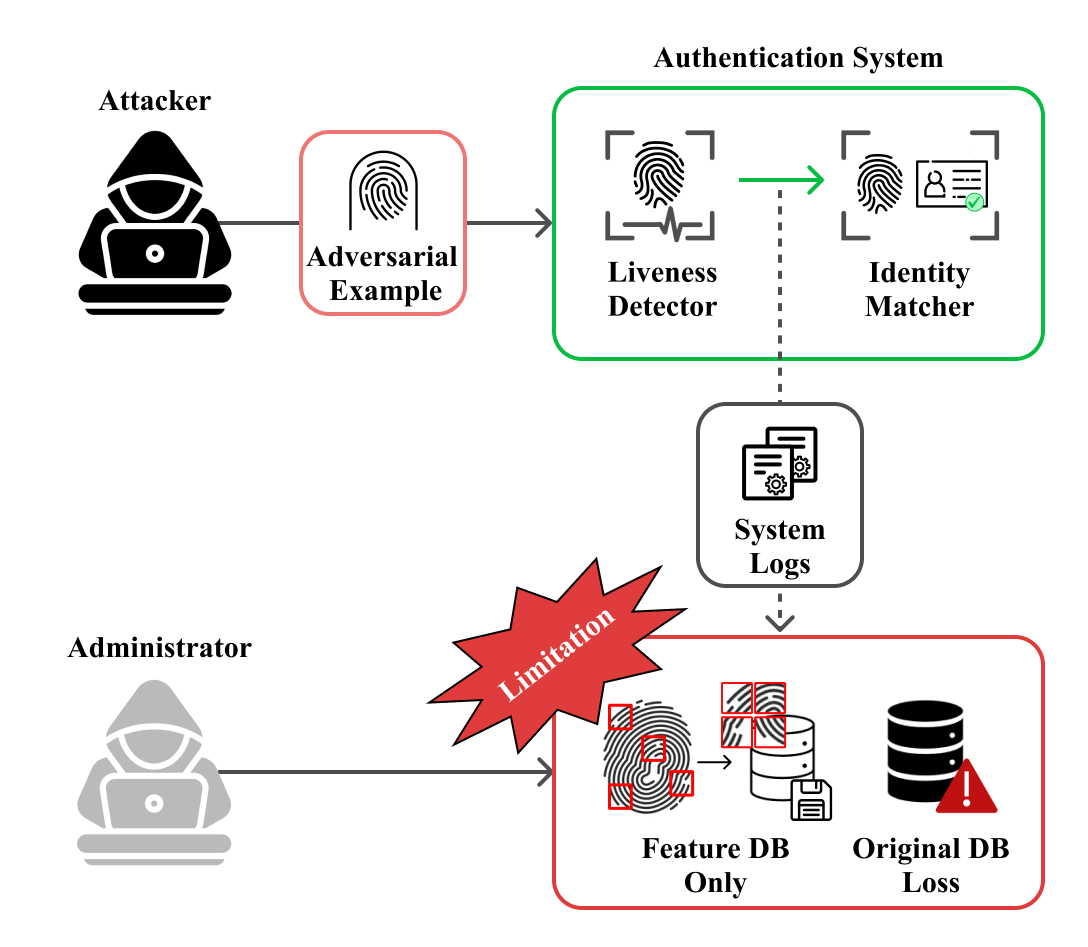 Authentication System
Attacker
Adversarial
Example
Liveness
Detector
Identity
Matcher
System
Logs
Limitation
Administrator
Feature DB
Only
Original DB
Loss